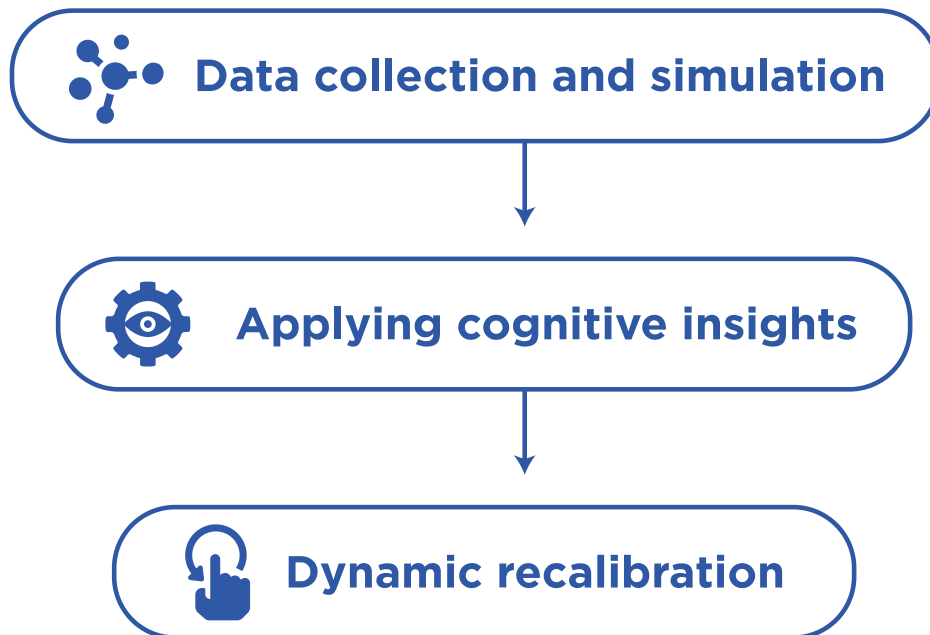 Data collection and simulation
Applying cognitive insights
Dynamic recalibration